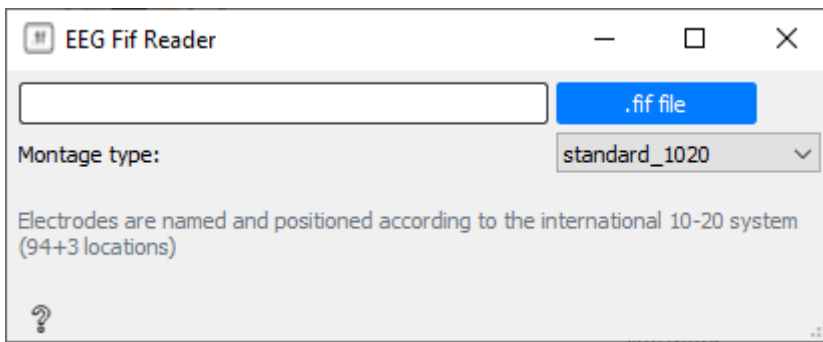 EEG Fif Reader
.fif file
Montage type:
standard_1020
Electrodes are named and positioned according to the international 10-20 system
(94+3 locations)
?